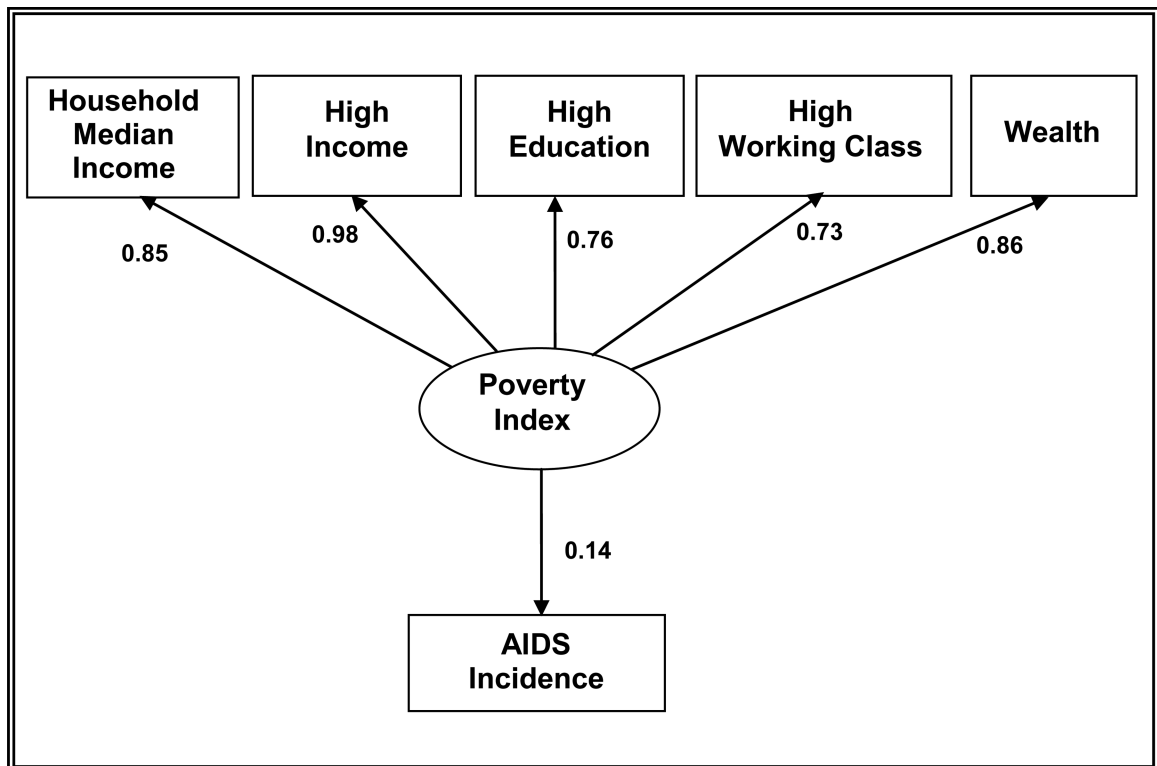 Household
Median
Income
High
Income
High
Education
High
Working Class
Wealth
0.85
0.98
0.76
0.73
0.86
Poverty
Index
0.14
AIDS
Incidence